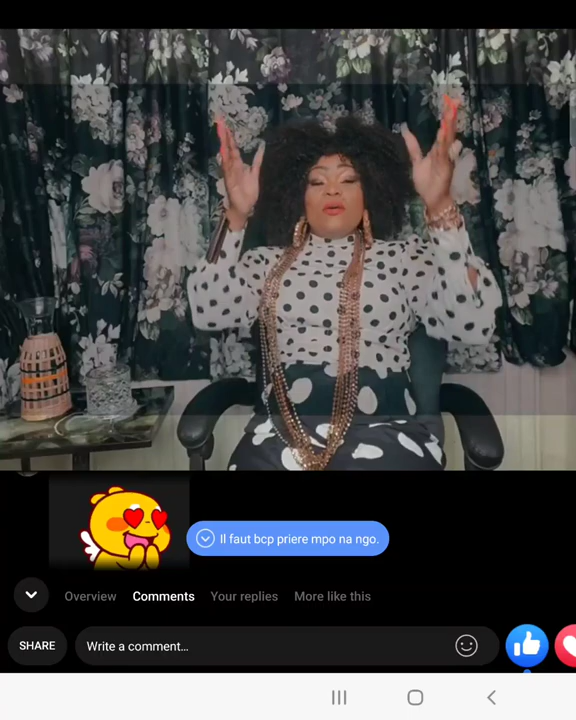 Il faut bcp priere mpo na ngo.
Overview Comments Your replies More like this
SHARE Write a comment...